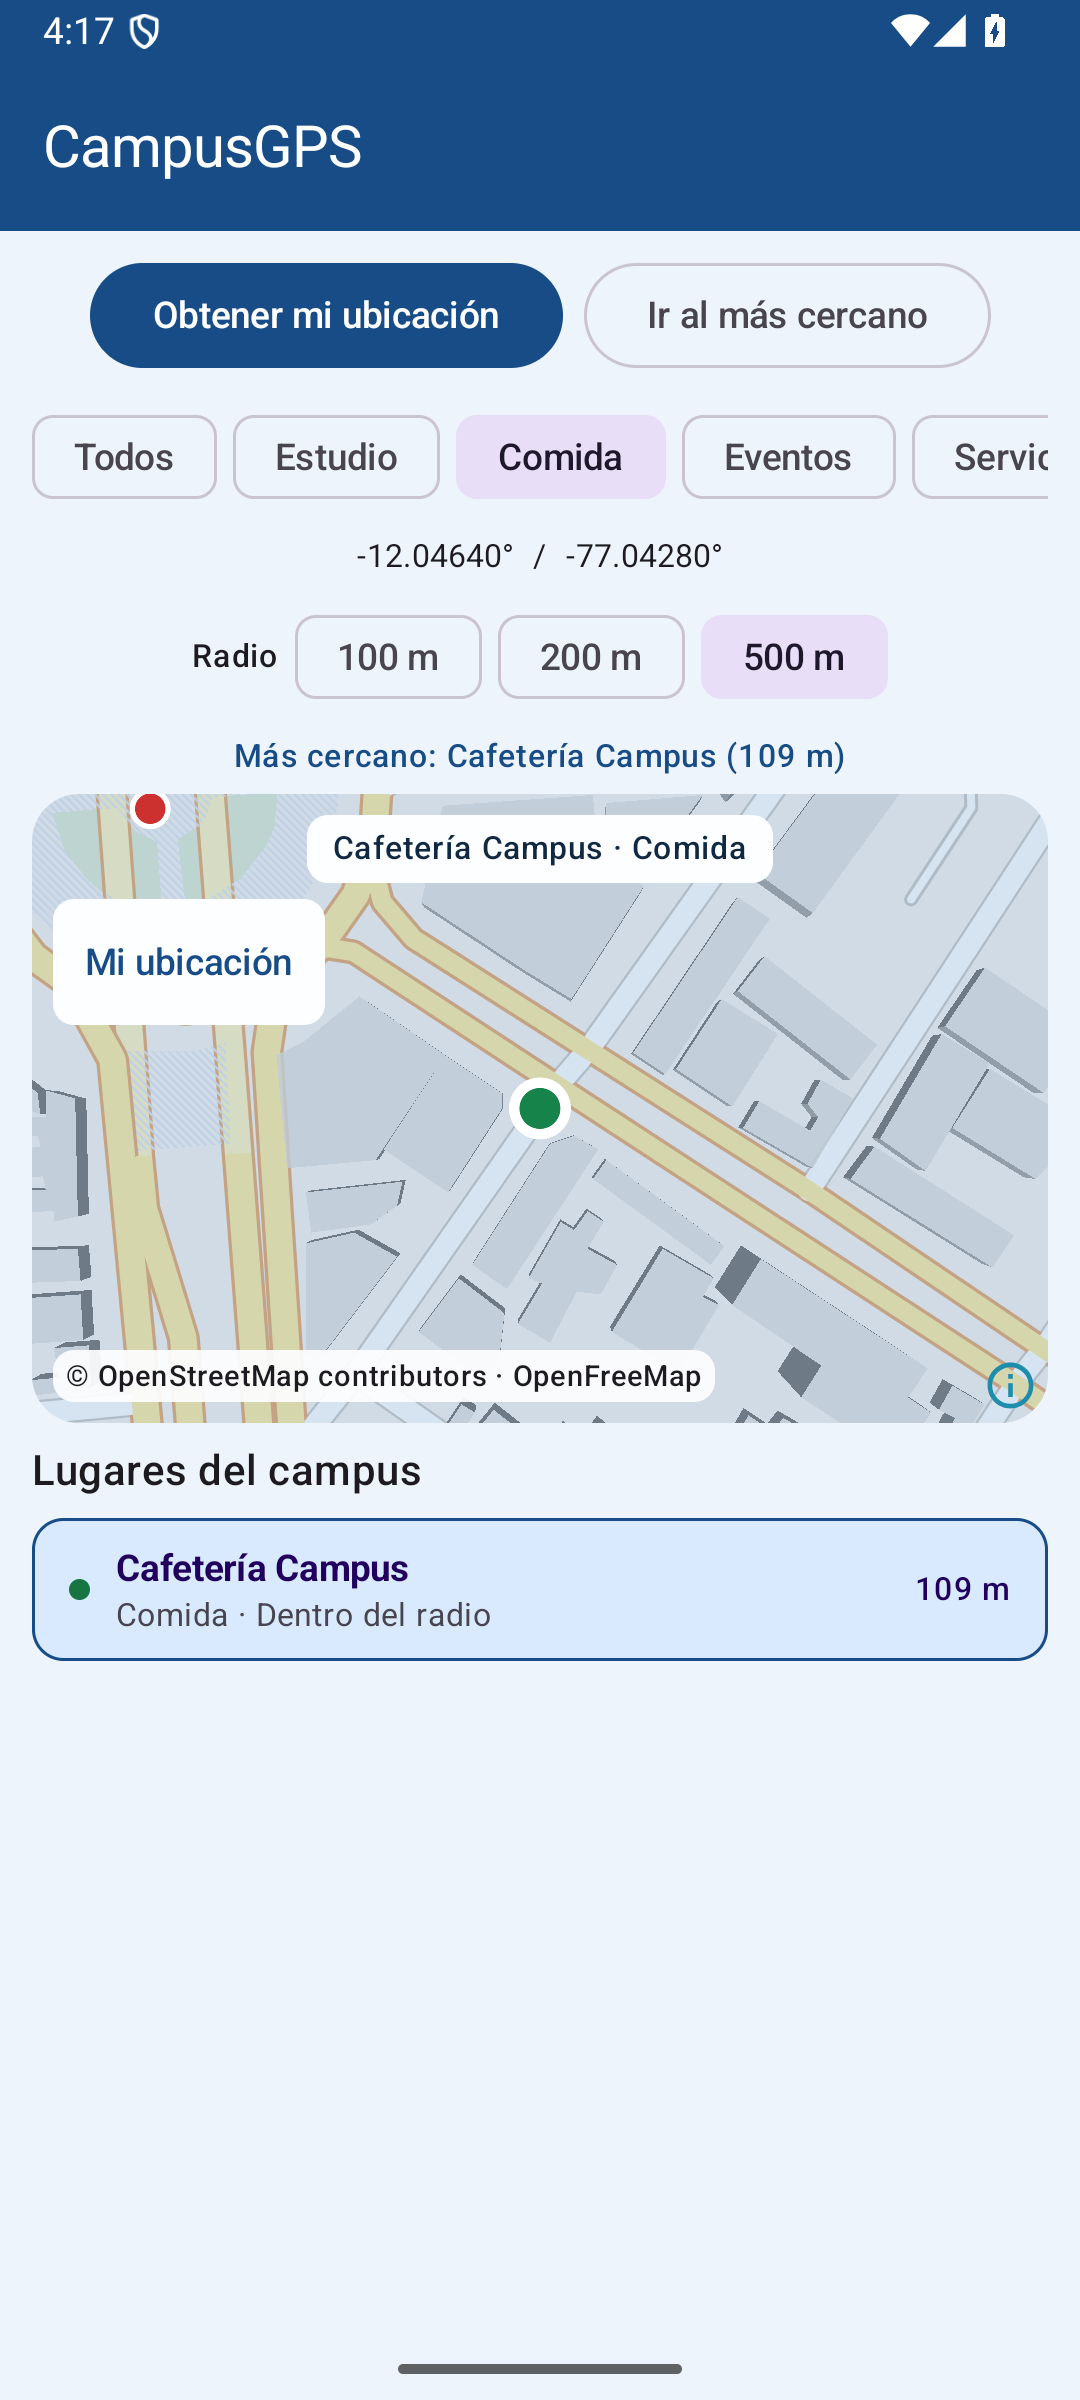 4:17
CampusGPS
Obtener mi ubicación
Ir al más cercano
Todos
Estudio
Comida
Eventos
Servic
-12.04640° / -77.04280°
Radio
100 m
200 m
500 m
Más cercano: Cafetería Campus (109 m)
Cafetería Campus · Comida
Mi ubicación
© OpenStreetMap contributors · OpenFreeMap
Lugares del campus
Cafetería Campus
Comida · Dentro del radio
109 m